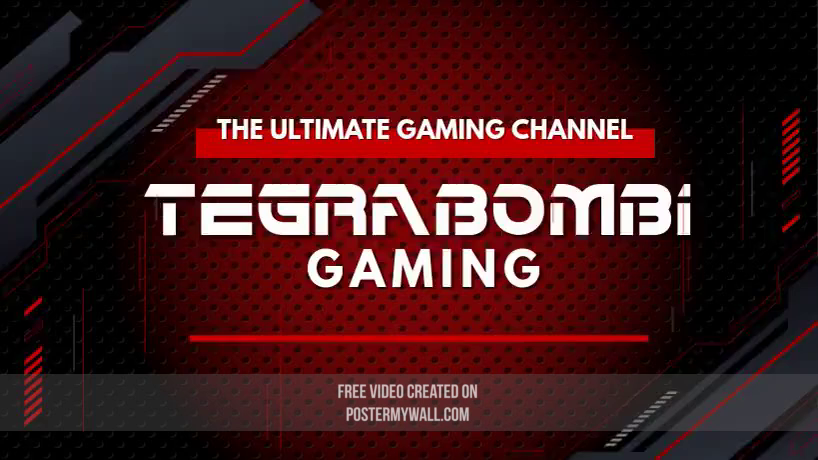 THE ULTIMATE GAMING CHANNEL
TEGRABOMBi
GAMING
FREE VIDEO CREATED ON
POSTERMYWALL.COM